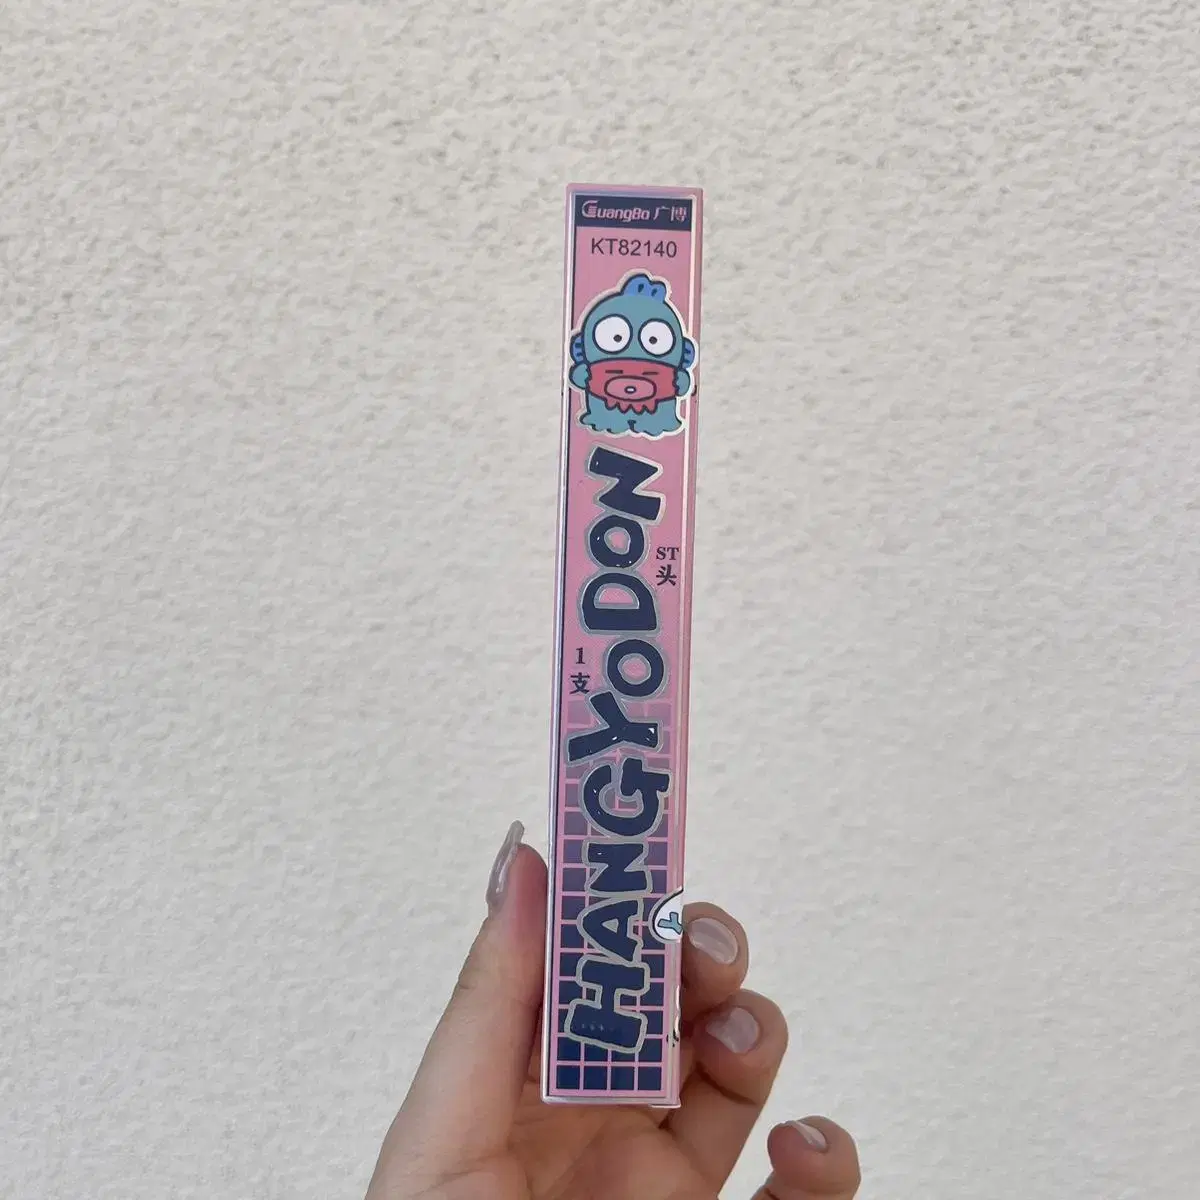 GuangBo 广博
KT82140
HANGYODON
ST
头
1
支